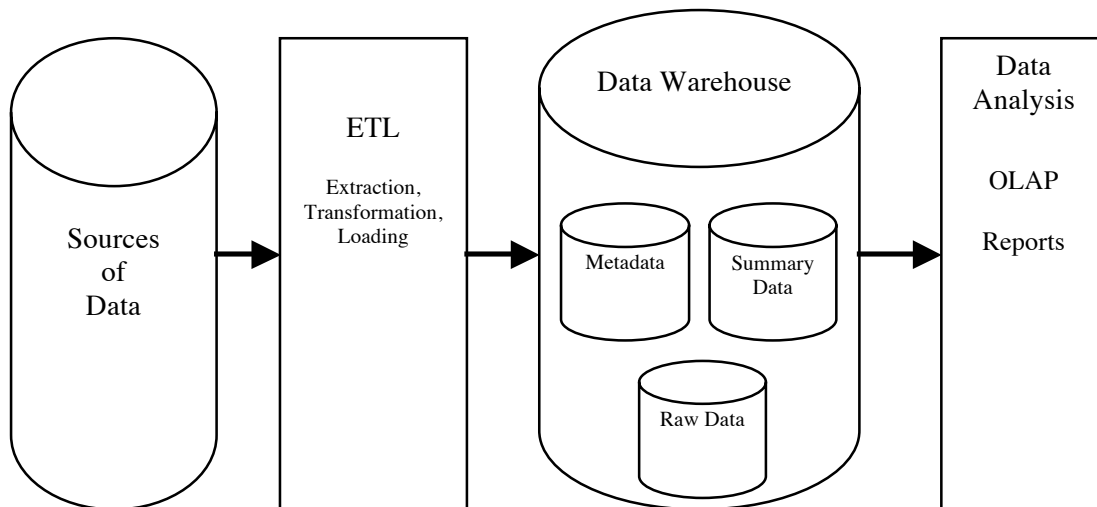 Sources
of
Data
ETL
Extraction,
Transformation,
Loading
Data Warehouse
Metadata
Summary
Data
Raw Data
Data
Analysis
OLAP
Reports